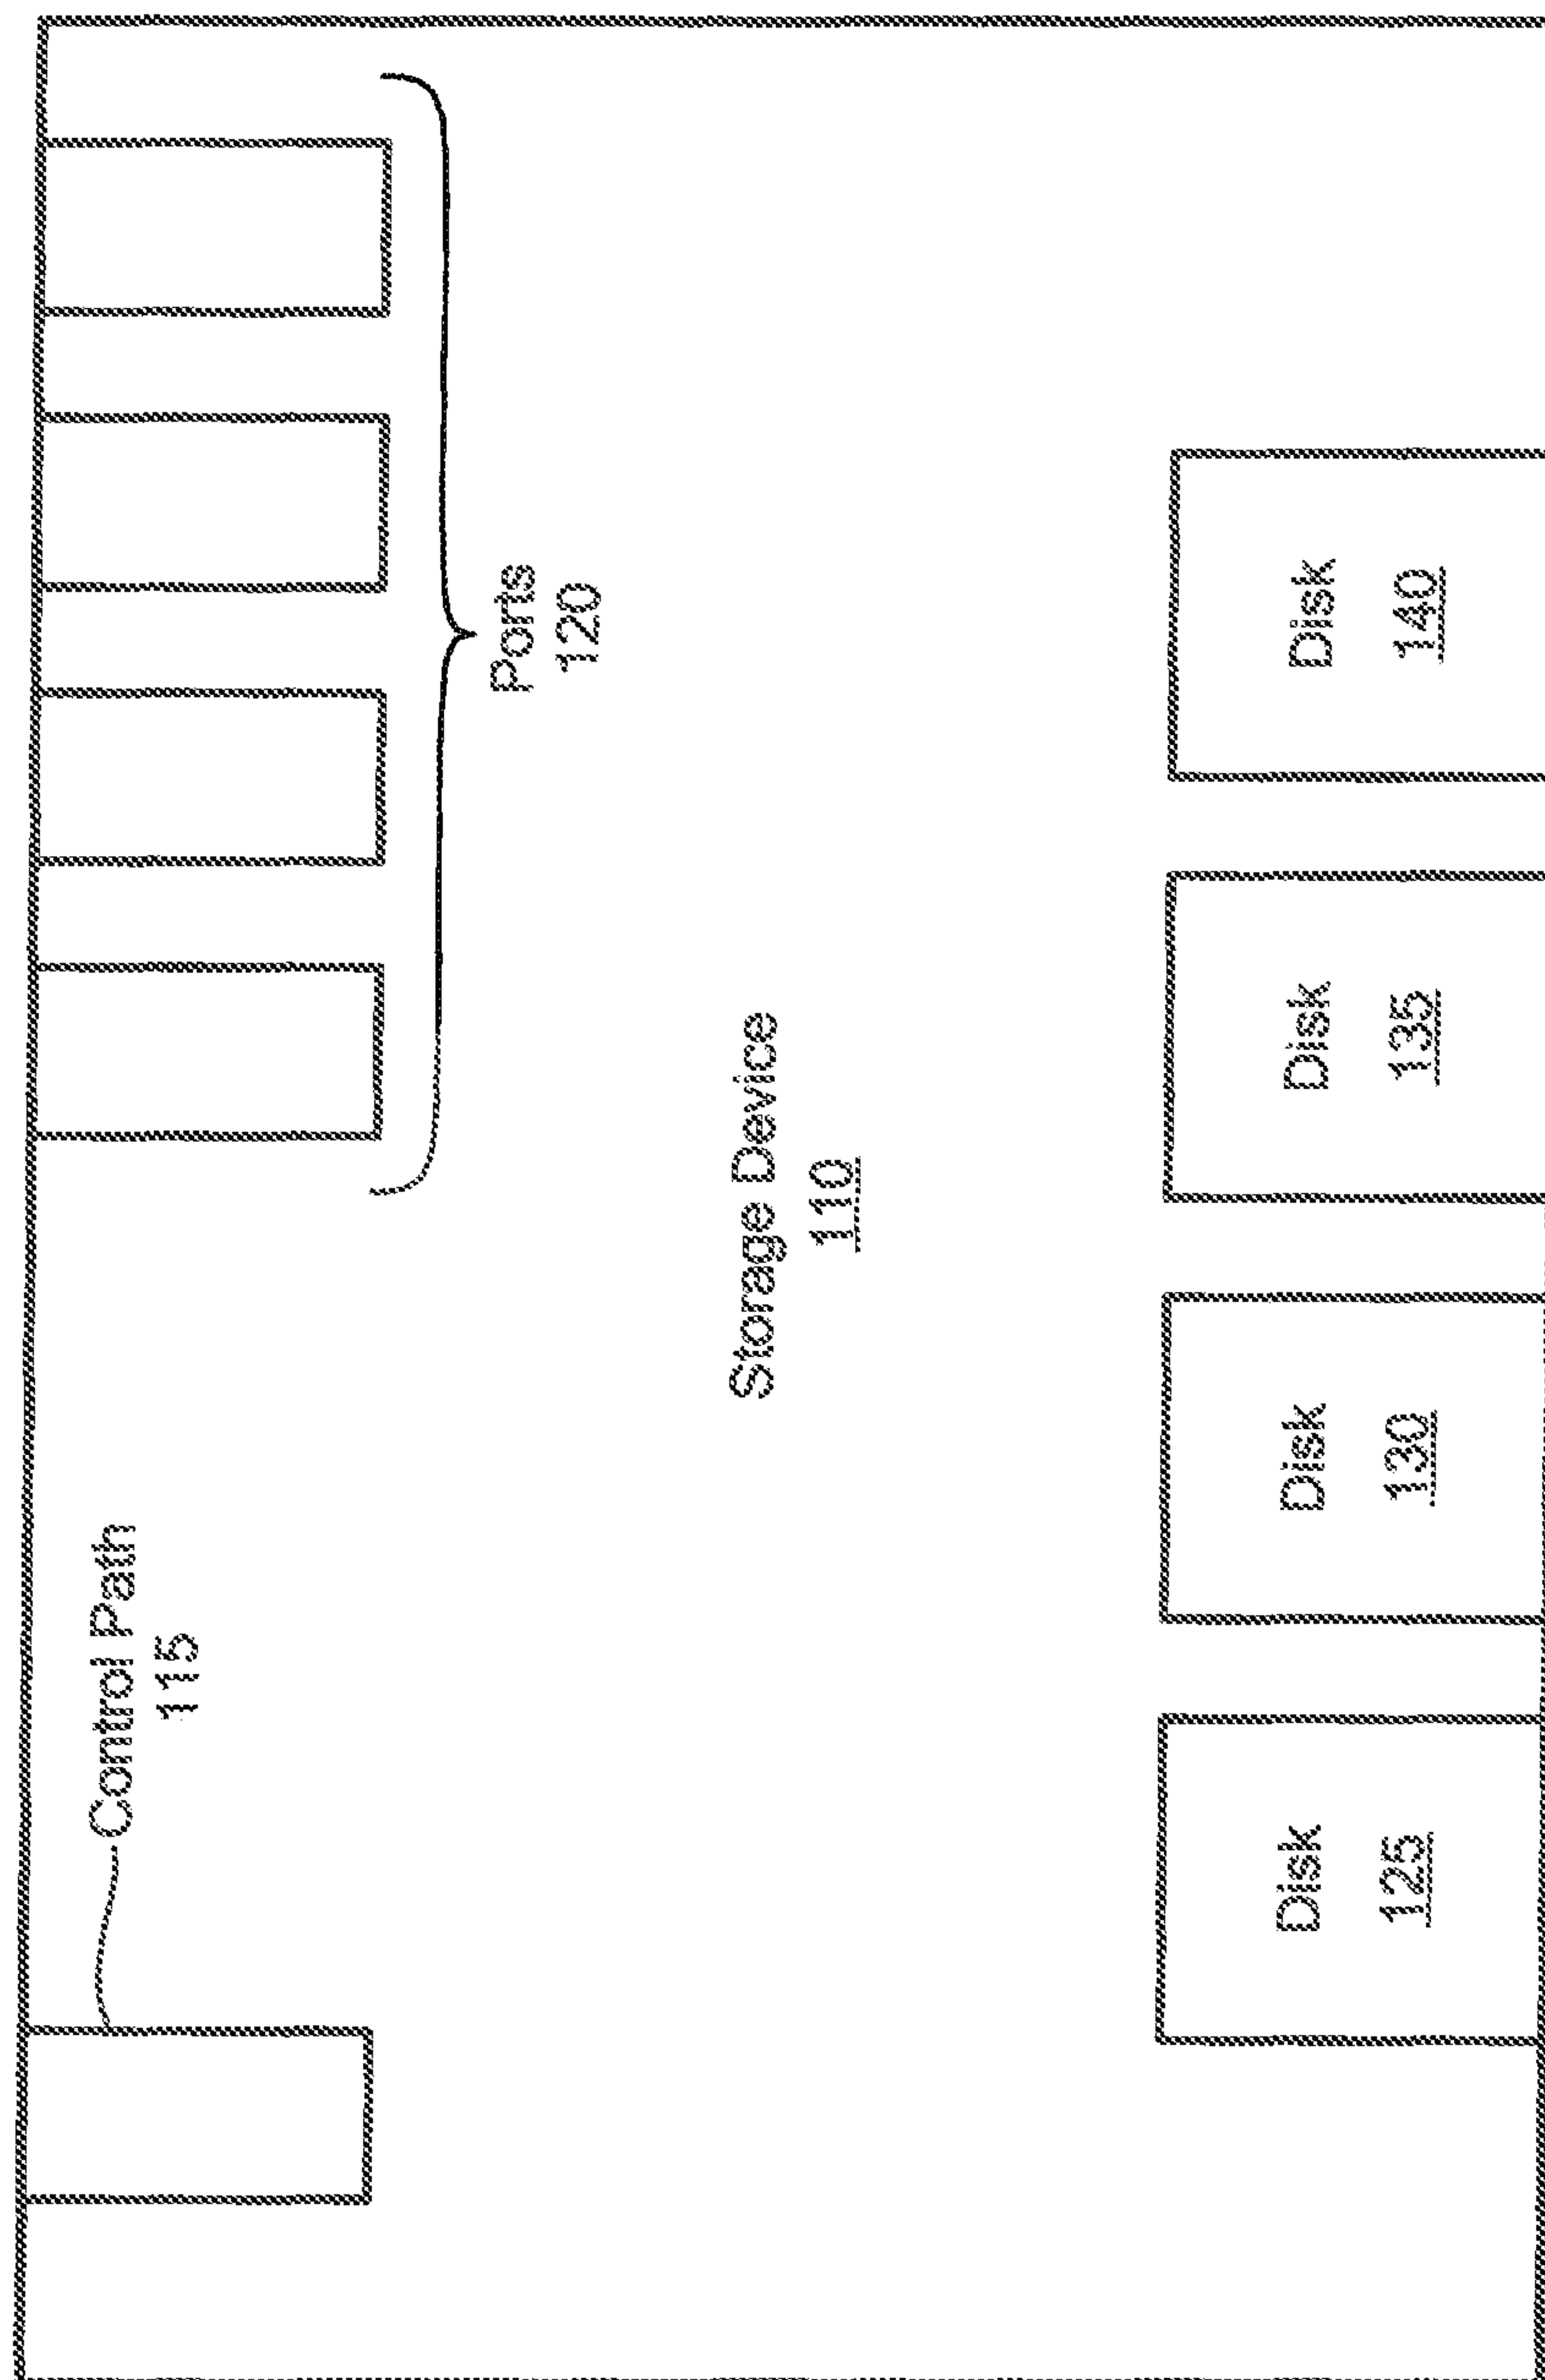 Control Path
115
Ports
120
Storage Device
110
Disk
125
Disk
130
Disk
135
Disk
140